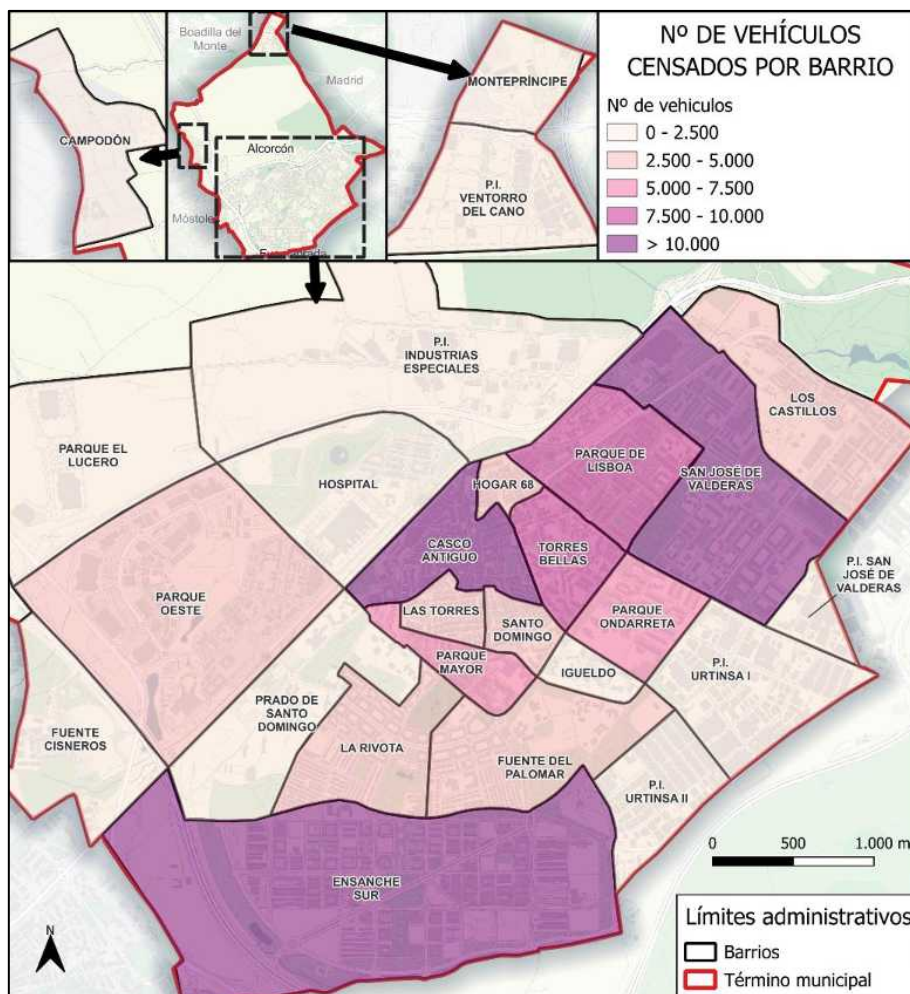 Boadilla del
Monte
Madrid
Alcorcón
Móstoles
CAMPODÓN
MONTEPRÍNCIPE
P.I.
VENTORRO
DEL CANO
Nº DE VEHÍCULOS
CENSADOS POR BARRIO
Nº de vehiculos
0 - 2.500
2.500 - 5.000
5.000 - 7.500
7.500 - 10.000
> 10.000
P.I.
INDUSTRIAS
ESPECIALES
LOS
CASTILLOS
PARQUE EL
LUCERO
HOSPITAL
HOGAR 68
PARQUE DE
LISBOA
SAN JOSÉ DE
VALDERAS
CASCO
ANTIGUO
TORRES
BELLAS
P.I. SAN
JOSÉ DE
VALDERAS
PARQUE
OESTE
LAS TORRES
SANTO
DOMINGO
PARQUE
ONDARRETA
PARQUE
MAYOR
IGUELDO
P.I.
URTINSA I
PRADO DE
SANTO
DOMINGO
FUENTE
CISNEROS
LA RIVOTA
FUENTE DEL
PALOMAR
P.I.
URTINSA II
ENSANCHE
SUR
0 500 1.000 m
N
Límites administrativos
Barrios
Término municipal